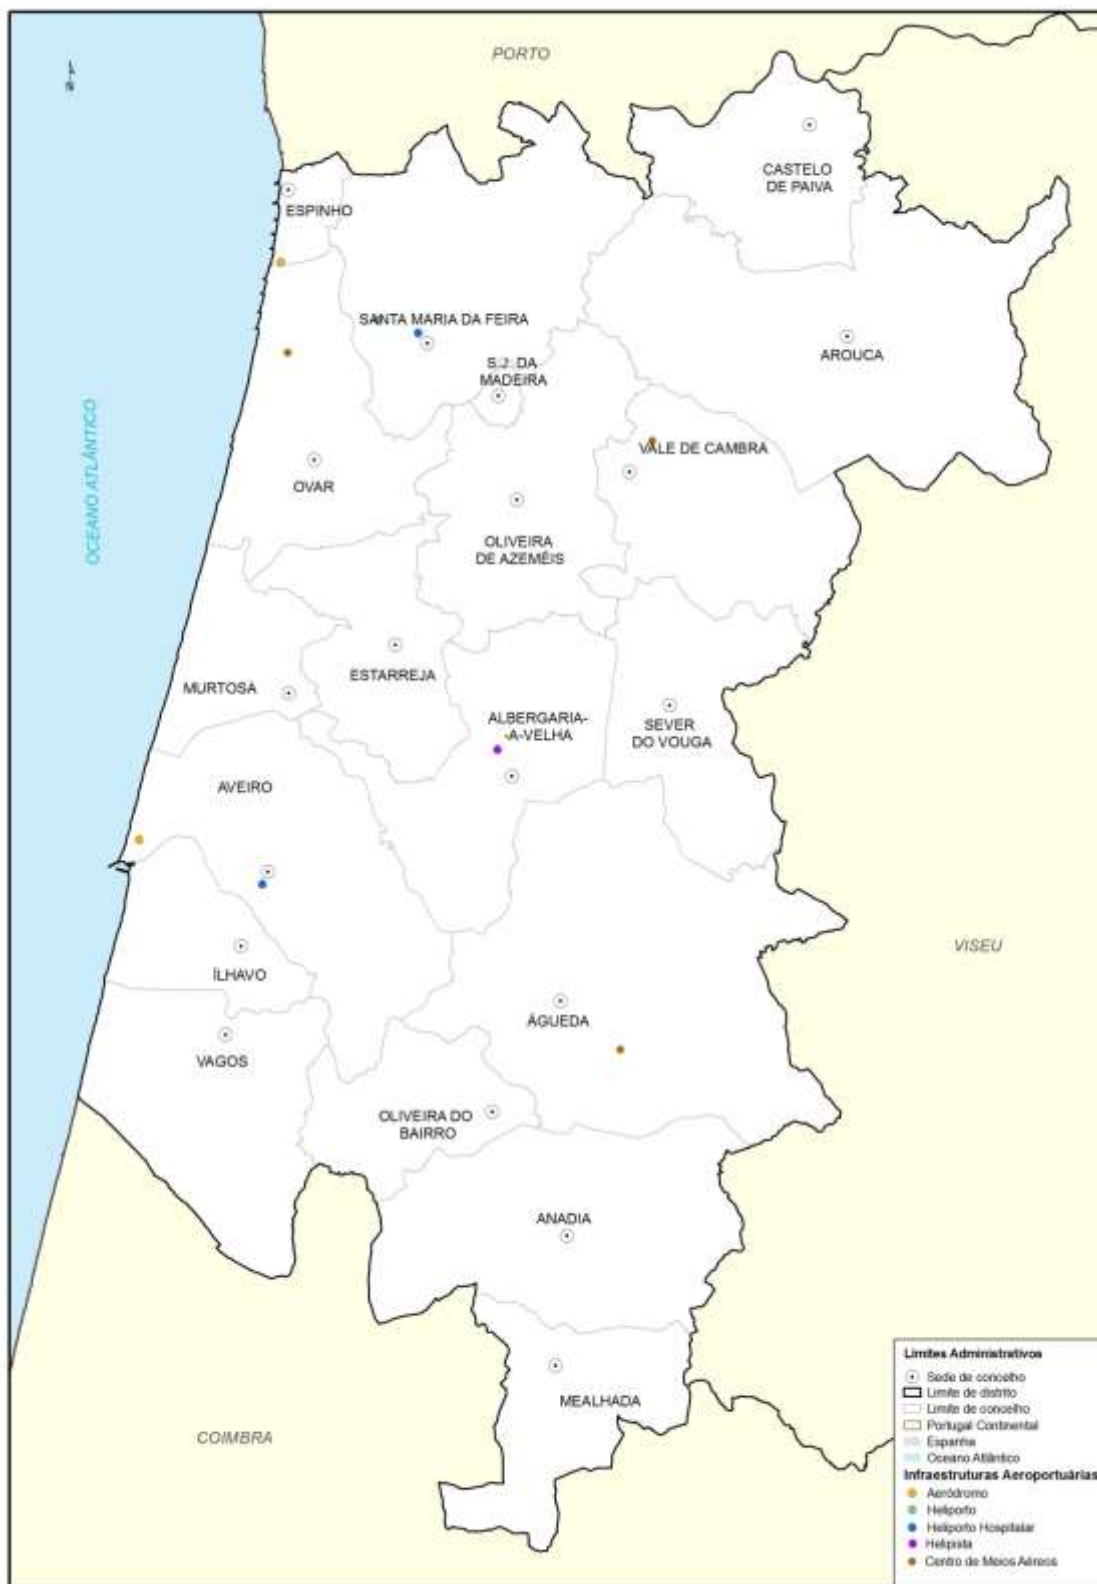 PORTO
CASTELO
DE PAIVA
ESPINHO
SANTA MARIA DA FEIRA
S.J. DA
MADEIRA
AROUCA
OCEANO ATLÂNTICO
VALE DE CAMBRA
OVAR
OLIVEIRA
DE AZEMÉIS
ESTARREJA
MURTOSA
ALBERGARIA-
-A-VELHA
SEVER
DO VOUGA
AVEIRO
VISEU
ÍLHAVO
ÁGUEDA
VAGOS
OLIVEIRA DO
BAIRRO
ANADIA
MEALHADA
COIMBRA
Limites Administrativos
Sede de concelho
Limite de distrito
Limite de concelho
Portugal Continental
Espanha
Oceano Atlântico
Infraestruturas Aeroportuárias
Aeródromo
Heliporto
Heliporto Hospitalar
Helipista
Centro de Meios Aéreos